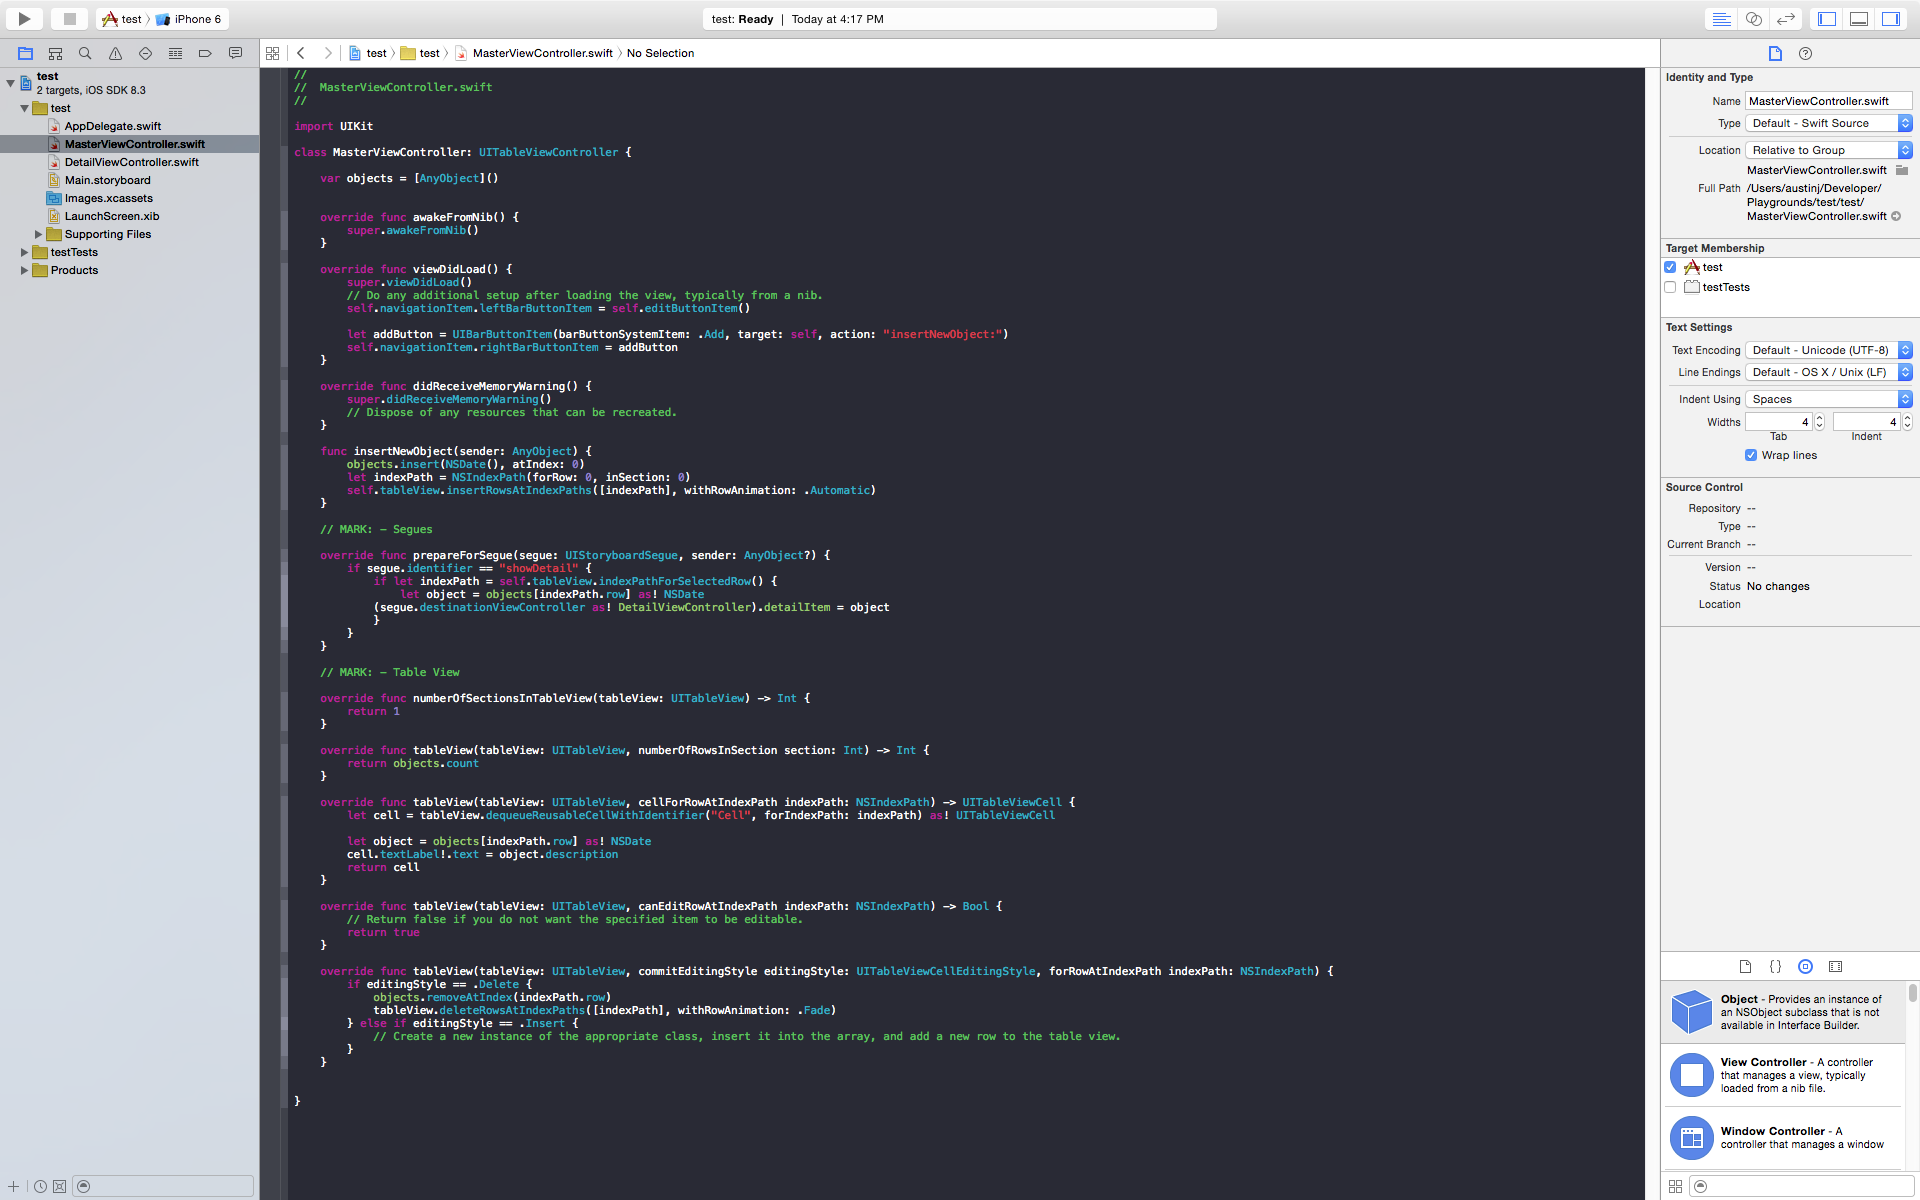 test 〉 iPhone 6
test: Ready | Today at 4:17 PM
test 〉 test 〉 MasterViewController.swift 〉 No Selection
test
2 targets, iOS SDK 8.3
test
AppDelegate.swift
MasterViewController.swift
DetailViewController.swift
Main.storyboard
Images.xcassets
LaunchScreen.xib
Supporting Files
testTests
Products
//
//  MasterViewController.swift
//
import UIKit
class MasterViewController: UITableViewController {
    var objects = [AnyObject]()
    override func awakeFromNib() {
        super.awakeFromNib()
    }
    override func viewDidLoad() {
        super.viewDidLoad()
        // Do any additional setup after loading the view, typically from a nib.
        self.navigationItem.leftBarButtonItem = self.editButtonItem()
        let addButton = UIBarButtonItem(barButtonSystemItem: .Add, target: self, action: "insertNewObject:")
        self.navigationItem.rightBarButtonItem = addButton
    }
    override func didReceiveMemoryWarning() {
        super.didReceiveMemoryWarning()
        // Dispose of any resources that can be recreated.
    }
    func insertNewObject(sender: AnyObject) {
        objects.insert(NSDate(), atIndex: 0)
        let indexPath = NSIndexPath(forRow: 0, inSection: 0)
        self.tableView.insertRowsAtIndexPaths([indexPath], withRowAnimation: .Automatic)
    }
    // MARK: - Segues
    override func prepareForSegue(segue: UIStoryboardSegue, sender: AnyObject?) {
        if segue.identifier == "showDetail" {
            if let indexPath = self.tableView.indexPathForSelectedRow() {
                let object = objects[indexPath.row] as! NSDate
            (segue.destinationViewController as! DetailViewController).detailItem = object
            }
        }
    }
    // MARK: - Table View
    override func numberOfSectionsInTableView(tableView: UITableView) -> Int {
        return 1
    }
    override func tableView(tableView: UITableView, numberOfRowsInSection section: Int) -> Int {
        return objects.count
    }
    override func tableView(tableView: UITableView, cellForRowAtIndexPath indexPath: NSIndexPath) -> UITableViewCell {
        let cell = tableView.dequeueReusableCellWithIdentifier("Cell", forIndexPath: indexPath) as! UITableViewCell
        let object = objects[indexPath.row] as! NSDate
        cell.textLabel!.text = object.description
        return cell
    }
    override func tableView(tableView: UITableView, canEditRowAtIndexPath indexPath: NSIndexPath) -> Bool {
        // Return false if you do not want the specified item to be editable.
        return true
    }
    override func tableView(tableView: UITableView, commitEditingStyle editingStyle: UITableViewCellEditingStyle, forRowAtIndexPath indexPath: NSIndexPath) {
        if editingStyle == .Delete {
            objects.removeAtIndex(indexPath.row)
            tableView.deleteRowsAtIndexPaths([indexPath], withRowAnimation: .Fade)
        } else if editingStyle == .Insert {
            // Create a new instance of the appropriate class, insert it into the array, and add a new row to the table view.
        }
    }
}
Identity and Type
Name MasterViewController.swift
Type Default - Swift Source
Location Relative to Group
MasterViewController.swift
Full Path /Users/austinj/Developer/
Playgrounds/test/test/
MasterViewController.swift
Target Membership
test
testTests
Text Settings
Text Encoding Default - Unicode (UTF-8)
Line Endings Default - OS X / Unix (LF)
Indent Using Spaces
Widths 4 4
Tab Indent
Wrap lines
Source Control
Repository --
Type --
Current Branch --
Version --
Status No changes
Location
{}
Object - Provides an instance of
an NSObject subclass that is not
available in Interface Builder.
View Controller - A controller
that manages a view, typically
loaded from a nib file.
Window Controller - A
controller that manages a window